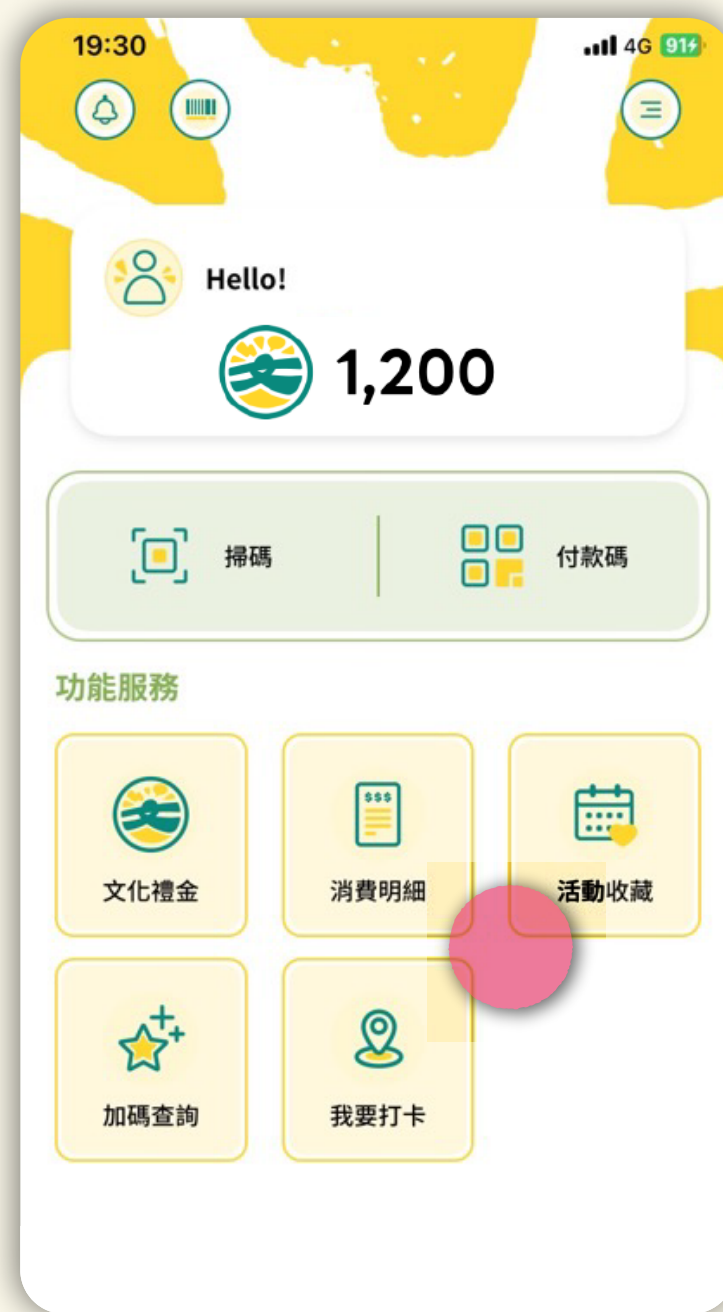 19:30 4G 91
Hello!
1,200
掃碼 付款碼
功能服務
$$$
文化禮金 消費明細 活動收藏
加碼查詢 我要打卡